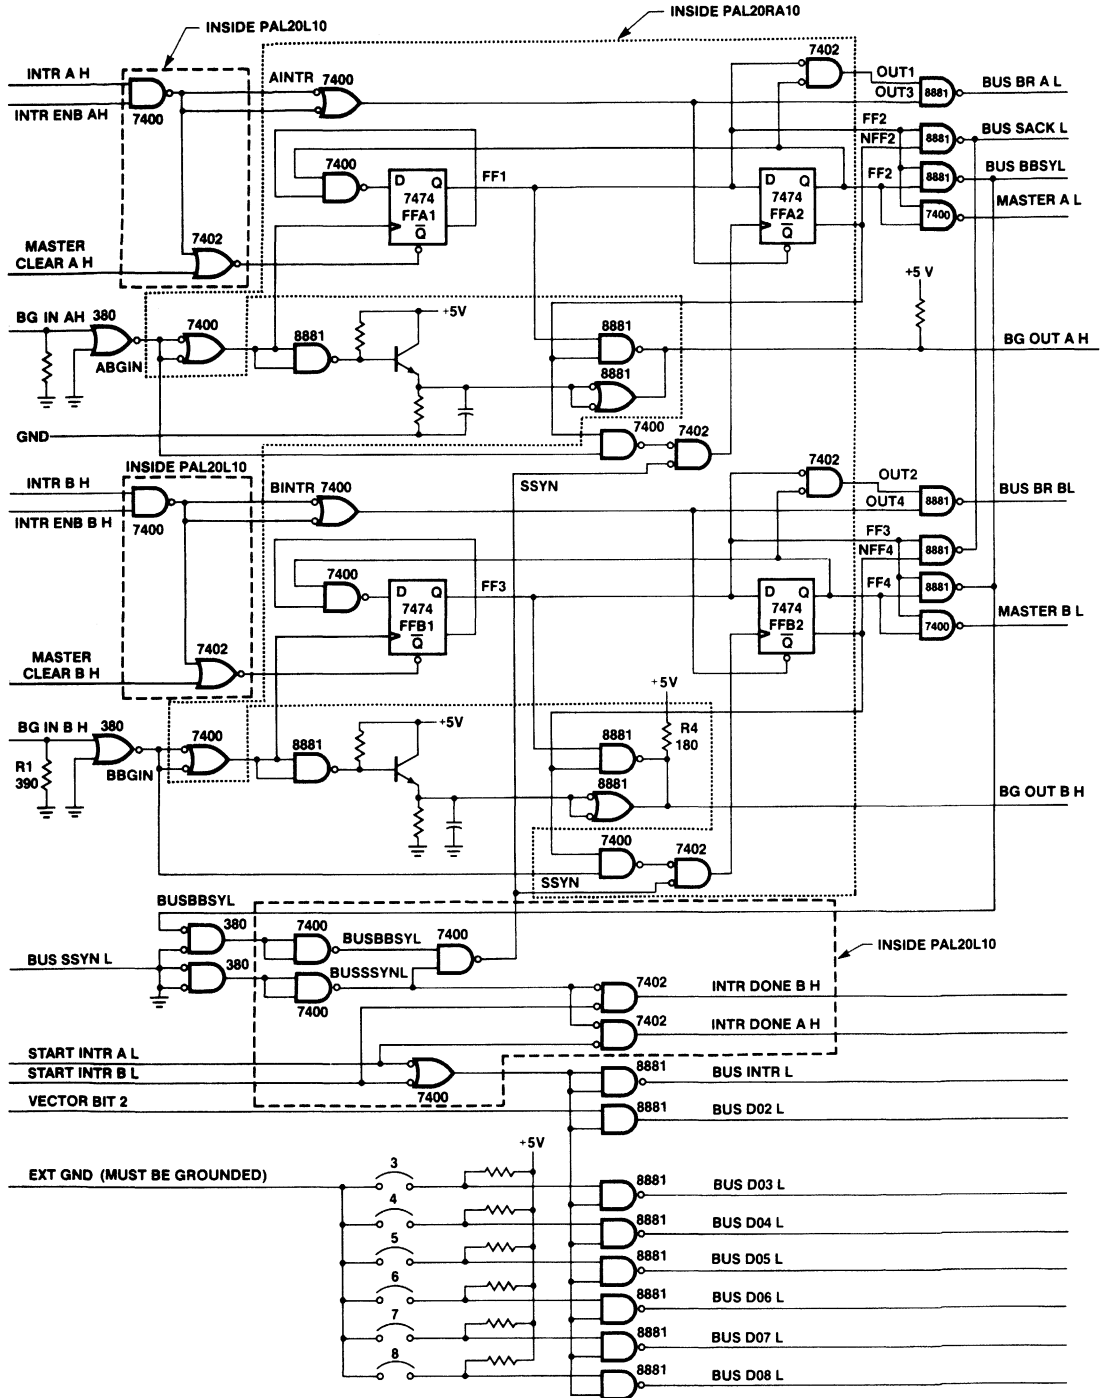 INSIDE PAL20L10
INSIDE PAL20RA10
INTR A H
INTR ENB AH
7400
AINTR
7400
7402
OUT1
OUT3
8881
BUS BR A L
FF2
NFF2
8881
BUS SACK L
7400
D Q
7474
FFA1
Q
FF1
D Q
7474
FFA2
Q
FF2
8881
BUS BBSYL
7400
MASTER A L
MASTER
CLEAR A H
7402
+5 V
BG IN AH
380
7400
ABGIN
8881
+5V
8881
8881
BG OUT A H
GND
7400
7402
SSYN
INSIDE PAL20L10
INTR B H
INTR ENB B H
7400
BINTR
7400
7402
OUT2
OUT4
8881
BUS BR BL
FF3
NFF4
8881
7400
D Q
7474
FFB1
Q
FF3
D Q
7474
FFB2
Q
FF4
8881
7400
MASTER B L
MASTER
CLEAR B H
7402
+5V
R4
180
BG IN B H
380
R1
390
7400
BBGIN
8881
+5V
8881
8881
BG OUT B H
7400
7402
SSYN
BUSBBSYL
380
7400
BUSBBSYL
7400
INSIDE PAL20L10
BUS SSYN L
380
7400
BUSSSYNL
7402
INTR DONE B H
7402
INTR DONE A H
START INTR A L
START INTR B L
7400
8881
BUS INTR L
VECTOR BIT 2
8881
BUS D02 L
+5V
EXT GND (MUST BE GROUNDED)
3
8881
BUS D03 L
4
8881
BUS D04 L
5
8881
BUS D05 L
6
8881
BUS D06 L
7
8881
BUS D07 L
8
8881
BUS D08 L